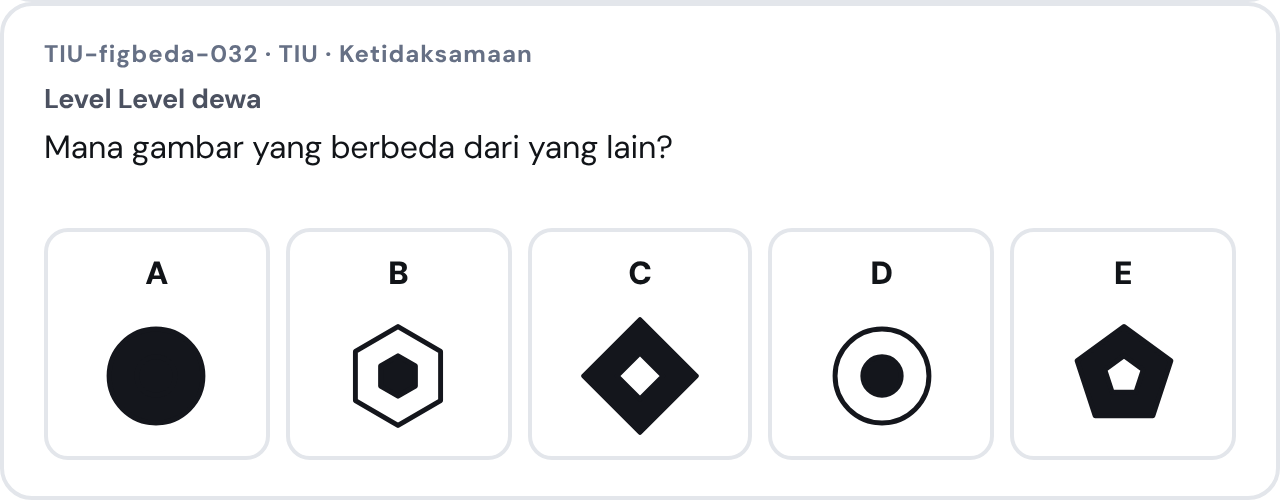 TIU-figbeda-032 · TIU · Ketidaksamaan
Level Level dewa
Mana gambar yang berbeda dari yang lain?
A B C D E